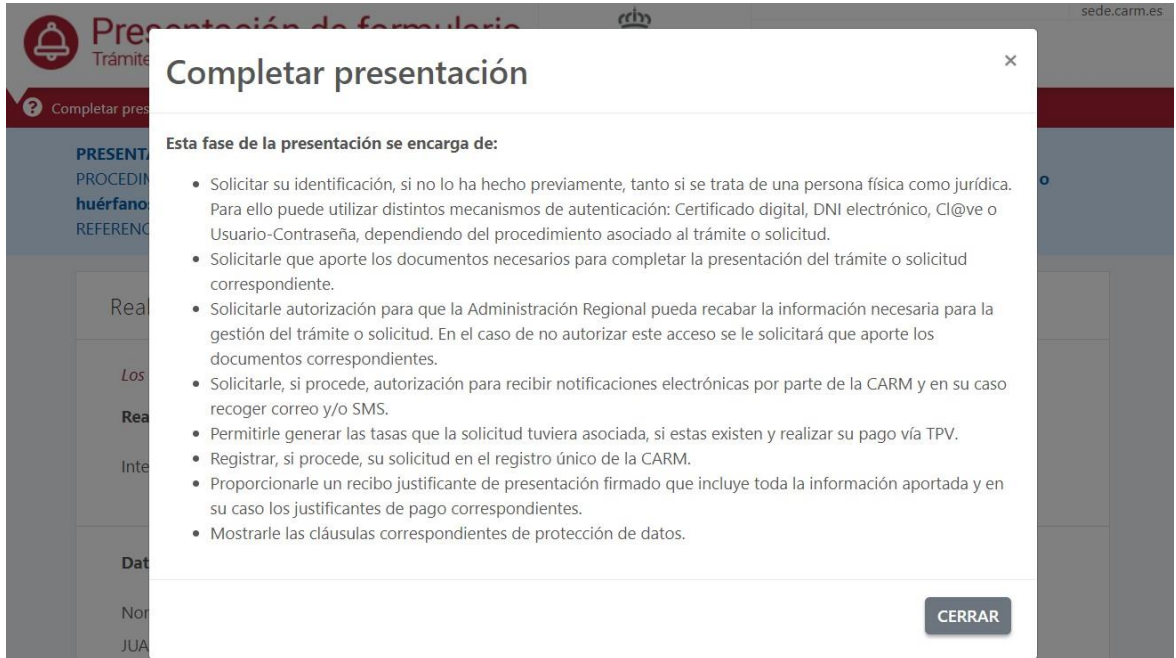 sede.carm.es
Presentación de formulario
Trámite
Completar pres
Completar presentación
×
Esta fase de la presentación se encarga de:
• Solicitar su identificación, si no lo ha hecho previamente, tanto si se trata de una persona física como jurídica.
Para ello puede utilizar distintos mecanismos de autenticación: Certificado digital, DNI electrónico, Cl@ve o
Usuario-Contraseña, dependiendo del procedimiento asociado al trámite o solicitud.
• Solicitarle que aporte los documentos necesarios para completar la presentación del trámite o solicitud
correspondiente.
• Solicitarle autorización para que la Administración Regional pueda recabar la información necesaria para la
gestión del trámite o solicitud. En el caso de no autorizar este acceso se le solicitará que aporte los
documentos correspondientes.
• Solicitarle, si procede, autorización para recibir notificaciones electrónicas por parte de la CARM y en su caso
recoger correo y/o SMS.
• Permitirle generar las tasas que la solicitud tuviera asociada, si estas existen y realizar su pago vía TPV.
• Registrar, si procede, su solicitud en el registro único de la CARM.
• Proporcionarle un recibo justificante de presentación firmado que incluye toda la información aportada y en
su caso los justificantes de pago correspondientes.
• Mostrarle las cláusulas correspondientes de protección de datos.
CERRAR
PRESENT
PROCEDIM
o
huérfano
REFERENC
Real
Los
Rea
Inte
Dat
Nor
JUA